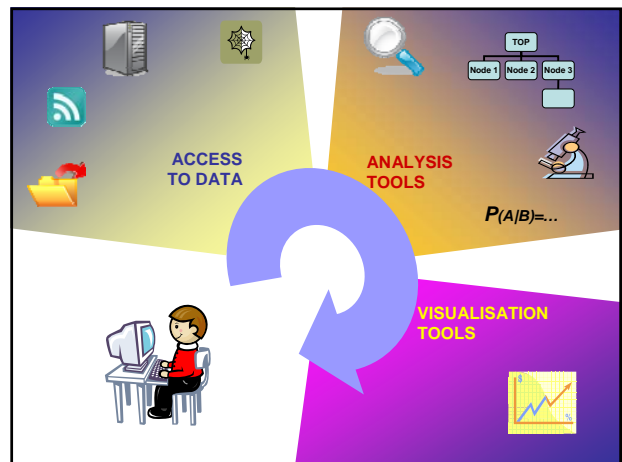 ACCESS
TO DATA
ANALYSIS
TOOLS
TOP
Node 1 Node 2 Node 3
P(A|B)=...
VISUALISATION
TOOLS
$
%